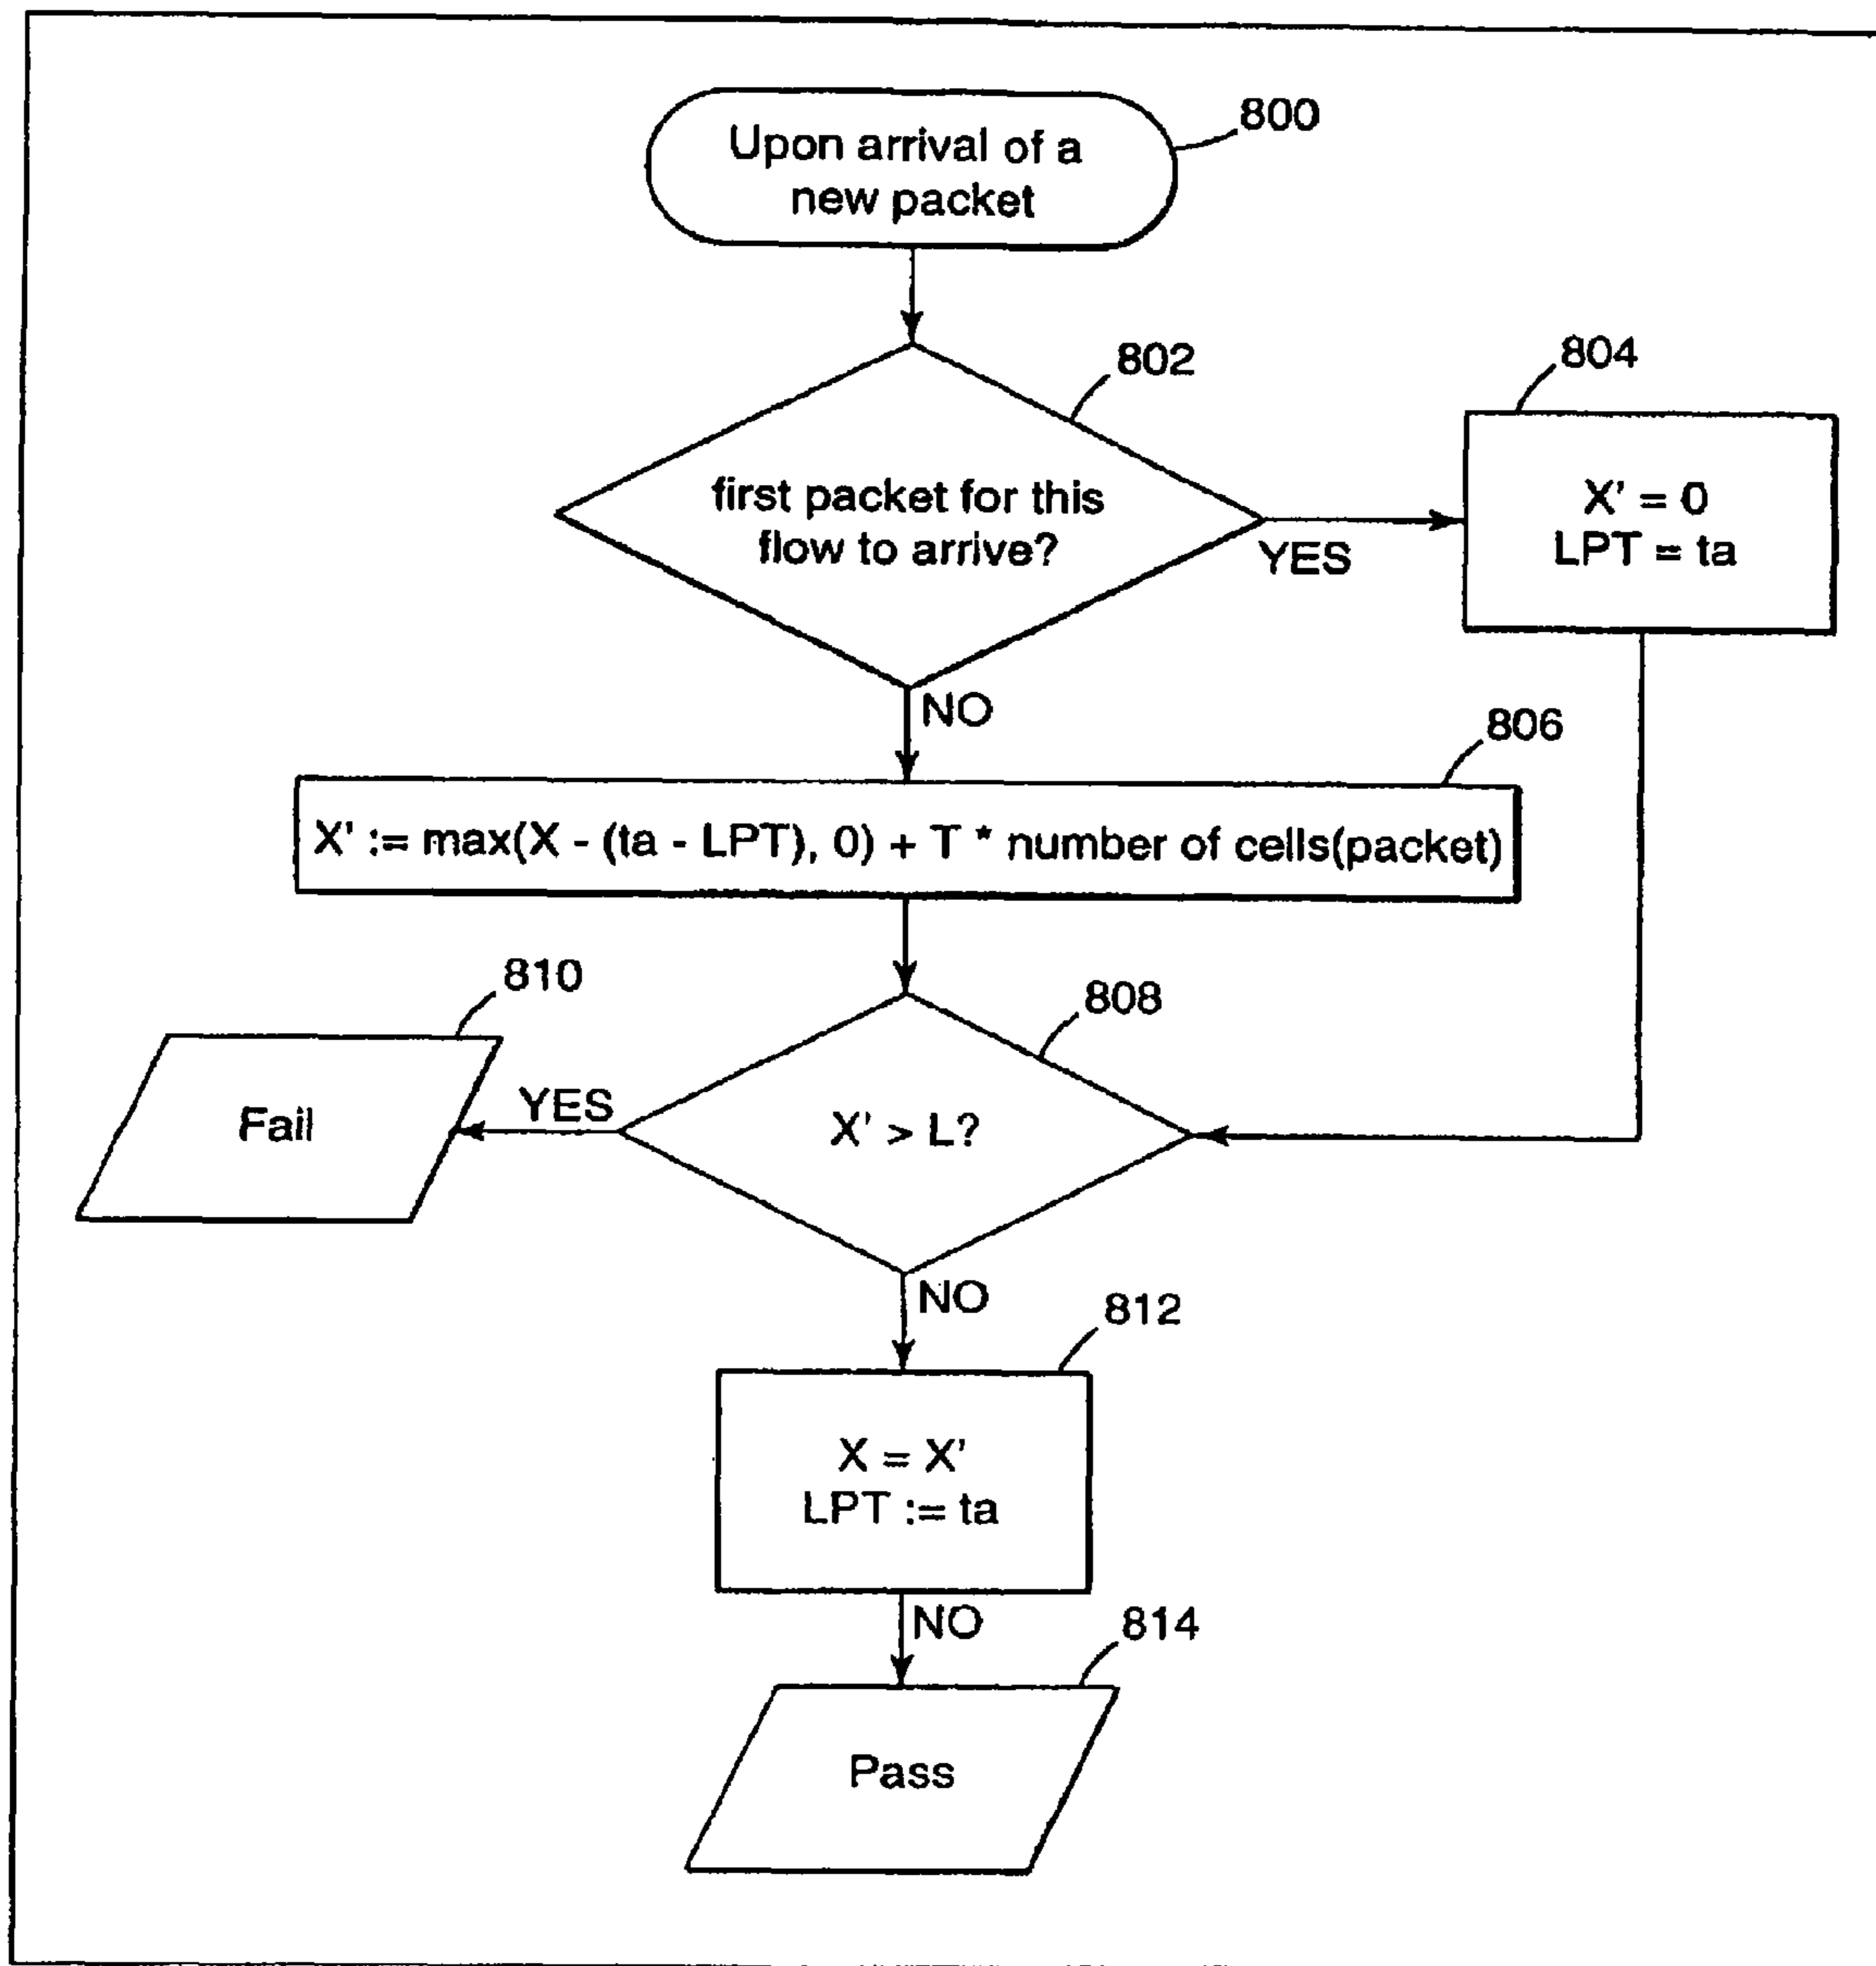 Upon arrival of a
new packet
800
first packet for this
flow to arrive?
802
YES
804
X' = 0
LPT = ta
NO
806
X' := max(X - (ta - LPT), 0) + T * number of cells(packet)
808
X' > L?
YES
810
Fail
NO
812
X = X'
LPT := ta
NO
814
Pass